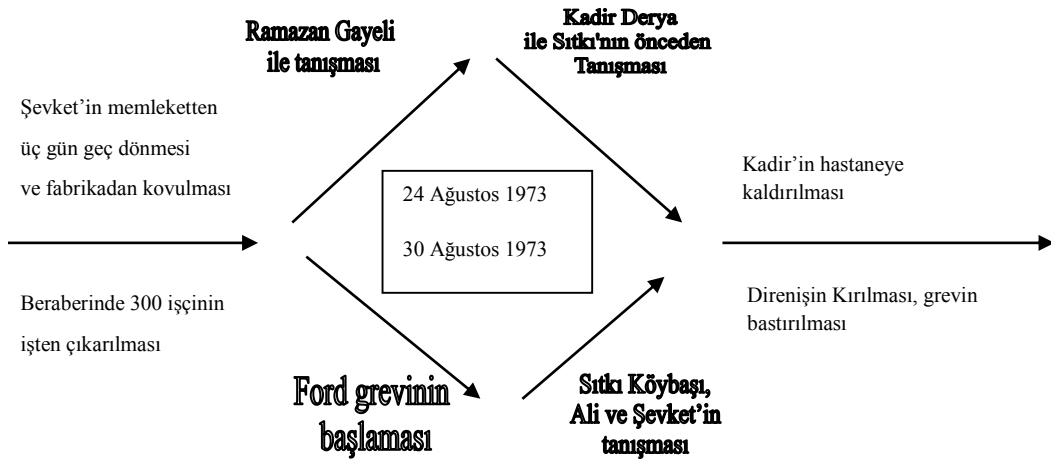 Ramazan Gayeli
ile tanışması
Kadir Derya
ile Sıtkı'nın önceden
Tanışması
Şevket’in memleketten
üç gün geç dönmesi
ve fabrikadan kovulması
24 Ağustos 1973
30 Ağustos 1973
Kadir’in hastaneye
kaldırılması
Beraberinde 300 işçinin
işten çıkarılması
Direnişin Kırılması, grevin
bastırılması
Ford grevinin
başlaması
Sıtkı Köybaşı,
Ali ve Şevket’in
tanışması